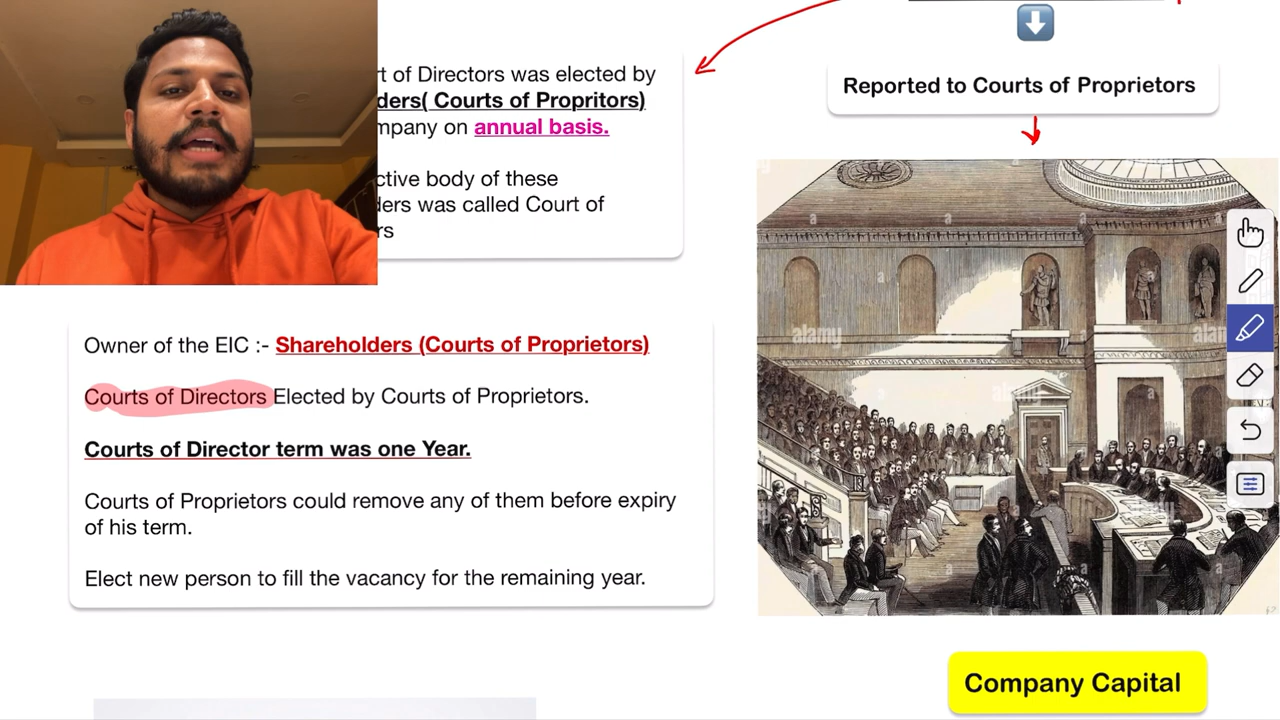 rt of Directors was elected by
ders( Courts of Propritors)
mpany on annual basis.
ctive body of these
ders was called Court of
rs
Reported to Courts of Proprietors
Owner of the EIC :- Shareholders (Courts of Proprietors)
Courts of Directors Elected by Courts of Proprietors.
Courts of Director term was one Year.
Courts of Proprietors could remove any of them before expiry
of his term.
Elect new person to fill the vacancy for the remaining year.
alamy
alamy
alamy
a
a
a
a
a
Company Capital